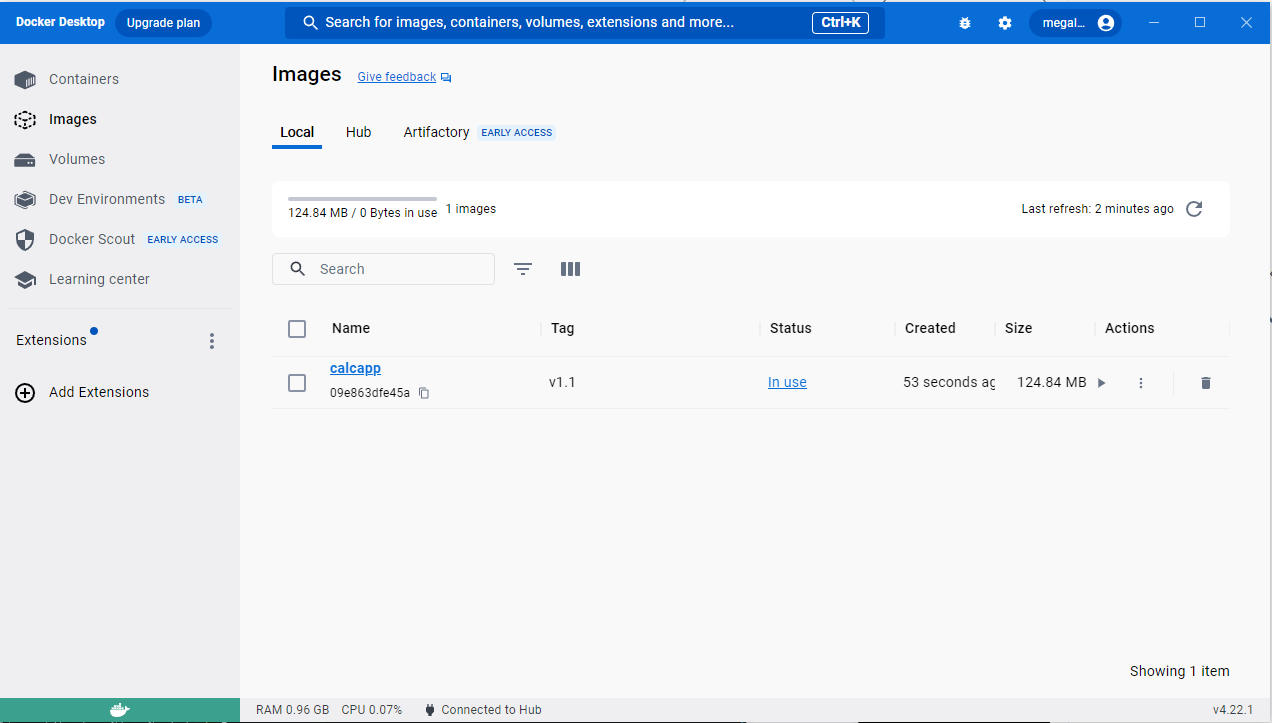 Docker Desktop Upgrade plan Search for images, containers, volumes, extensions and more... Ctrl+K megal...
Containers
Images
Volumes
Dev Environments BETA
Docker Scout EARLY ACCESS
Learning center
Extensions
Add Extensions
Images Give feedback
Local Hub Artifactory EARLY ACCESS
124.84 MB / 0 Bytes in use 1 images Last refresh: 2 minutes ago
Search
Name Tag Status Created Size Actions
calcapp
09e863dfe45a v1.1 In use 53 seconds ag 124.84 MB
Showing 1 item
RAM 0.96 GB CPU 0.07% Connected to Hub v4.22.1